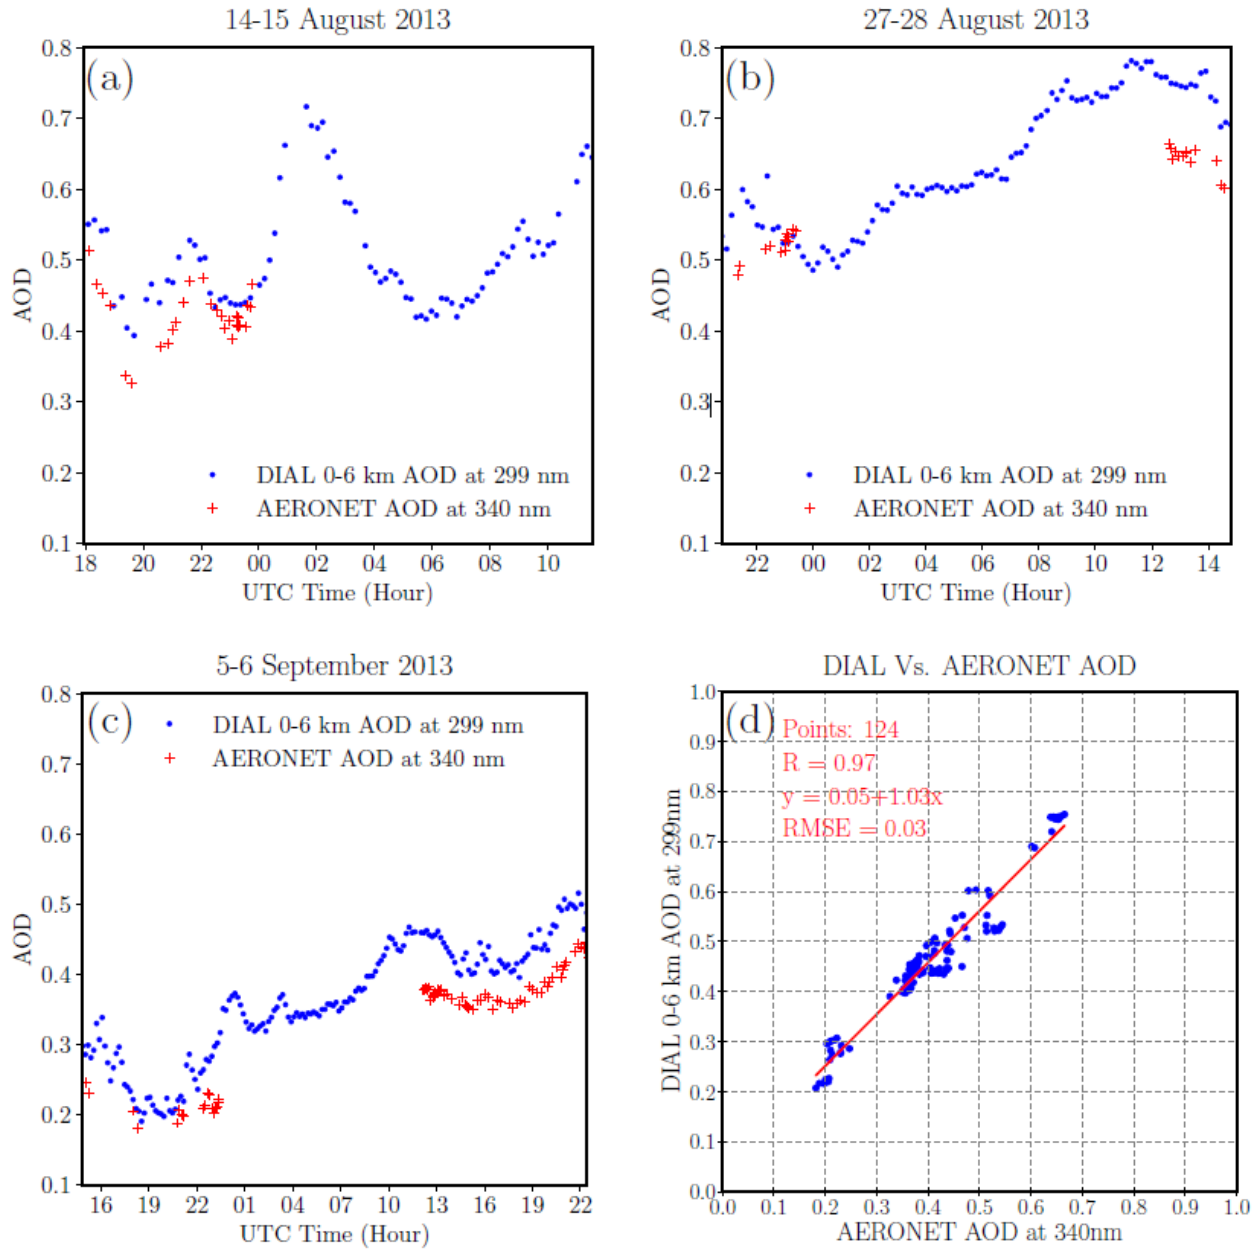 14-15 August 2013
(a)
0.8
0.7
0.6
0.5
0.4
0.3
0.2
0.1
AOD
DIAL 0-6 km AOD at 299 nm
AERONET AOD at 340 nm
18 20 22 00 02 04 06 08 10
UTC Time (Hour)
27-28 August 2013
(b)
0.8
0.7
0.6
0.5
0.4
0.3
0.2
0.1
AOD
DIAL 0-6 km AOD at 299 nm
AERONET AOD at 340 nm
22 00 02 04 06 08 10 12 14
UTC Time (Hour)
5-6 September 2013
(c)
DIAL 0-6 km AOD at 299 nm
AERONET AOD at 340 nm
0.8
0.7
0.6
0.5
0.4
0.3
0.2
0.1
AOD
16 19 22 01 04 07 10 13 16 19 22
UTC Time (Hour)
DIAL Vs. AERONET AOD
(d)
Points: 124
R = 0.97
y = 0.05+1.03x
RMSE = 0.03
1.0
0.9
0.8
0.7
0.6
0.5
0.4
0.3
0.2
0.1
0.0
DIAL 0-6 km AOD at 299nm
0.0 0.1 0.2 0.3 0.4 0.5 0.6 0.7 0.8 0.9 1.0
AERONET AOD at 340nm